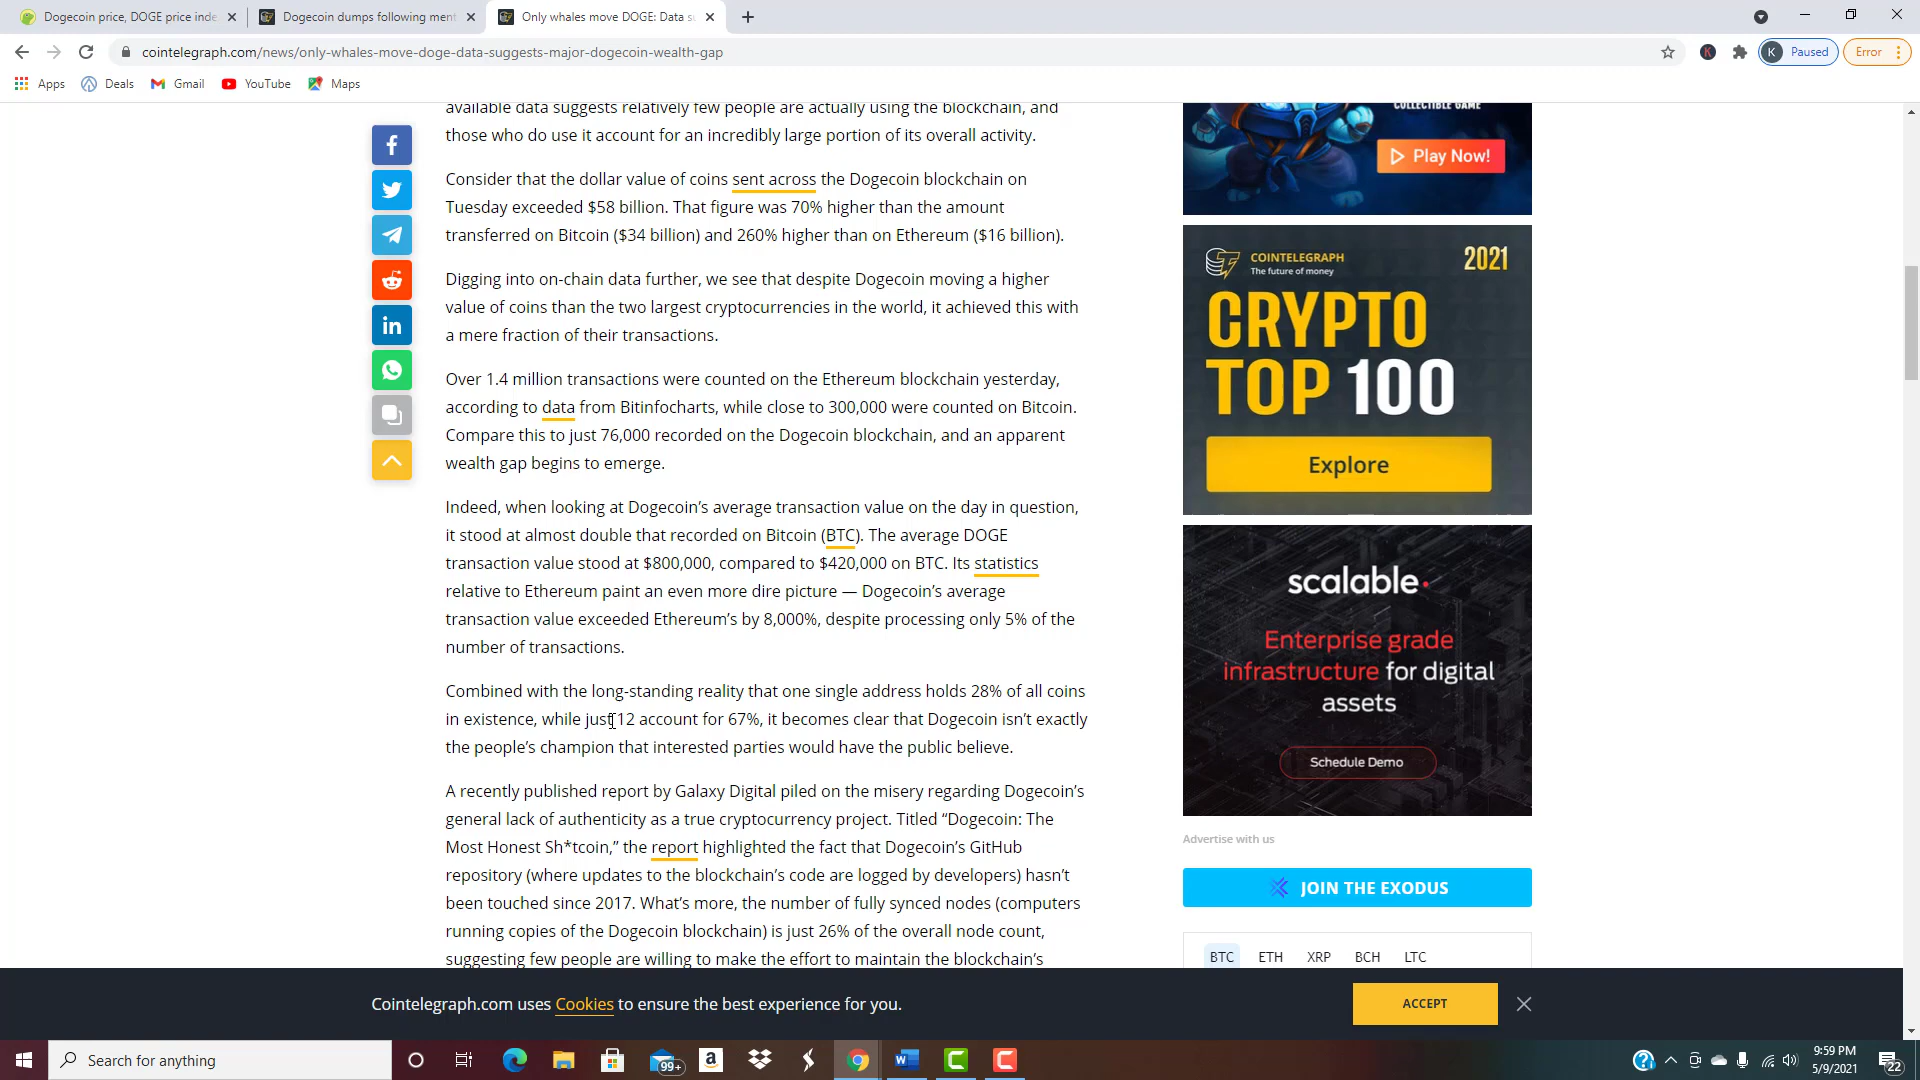 Dogecoin price, DOGE price inde
Dogecoin dumps following ment
Only whales move DOGE: Data su
cointelegraph.com/news/only-whales-move-doge-data-suggests-major-dogecoin-wealth-gap
K
K
Paused
Error
Apps
Deals
Gmail
YouTube
Maps
available data suggests relatively few people are actually using the blockchain, and
those who do use it account for an incredibly large portion of its overall activity.
Consider that the dollar value of coins sent across the Dogecoin blockchain on
Tuesday exceeded $58 billion. That figure was 70% higher than the amount
transferred on Bitcoin ($34 billion) and 260% higher than on Ethereum ($16 billion).
Digging into on-chain data further, we see that despite Dogecoin moving a higher
value of coins than the two largest cryptocurrencies in the world, it achieved this with
a mere fraction of their transactions.
Over 1.4 million transactions were counted on the Ethereum blockchain yesterday,
according to data from Bitinfocharts, while close to 300,000 were counted on Bitcoin.
Compare this to just 76,000 recorded on the Dogecoin blockchain, and an apparent
wealth gap begins to emerge.
Indeed, when looking at Dogecoin’s average transaction value on the day in question,
it stood at almost double that recorded on Bitcoin (BTC). The average DOGE
transaction value stood at $800,000, compared to $420,000 on BTC. Its statistics
relative to Ethereum paint an even more dire picture — Dogecoin’s average
transaction value exceeded Ethereum’s by 8,000%, despite processing only 5% of the
number of transactions.
Combined with the long-standing reality that one single address holds 28% of all coins
in existence, while just 12 account for 67%, it becomes clear that Dogecoin isn’t exactly
the people’s champion that interested parties would have the public believe.
A recently published report by Galaxy Digital piled on the misery regarding Dogecoin’s
general lack of authenticity as a true cryptocurrency project. Titled “Dogecoin: The
Most Honest Sh*tcoin,” the report highlighted the fact that Dogecoin’s GitHub
repository (where updates to the blockchain’s code are logged by developers) hasn’t
been touched since 2017. What’s more, the number of fully synced nodes (computers
running copies of the Dogecoin blockchain) is just 26% of the overall node count,
suggesting few people are willing to make the effort to maintain the blockchain’s
COLLECTIBLE GAME
Play Now!
COINTELEGRAPH
The future of money
2021
CRYPTO
TOP 100
Explore
scalable.
Enterprise grade
infrastructure for digital
assets
Schedule Demo
Advertise with us
JOIN THE EXODUS
BTC ETH XRP BCH LTC
Cointelegraph.com uses Cookies to ensure the best experience for you.
ACCEPT
Search for anything
99+
9:59 PM
5/9/2021
22